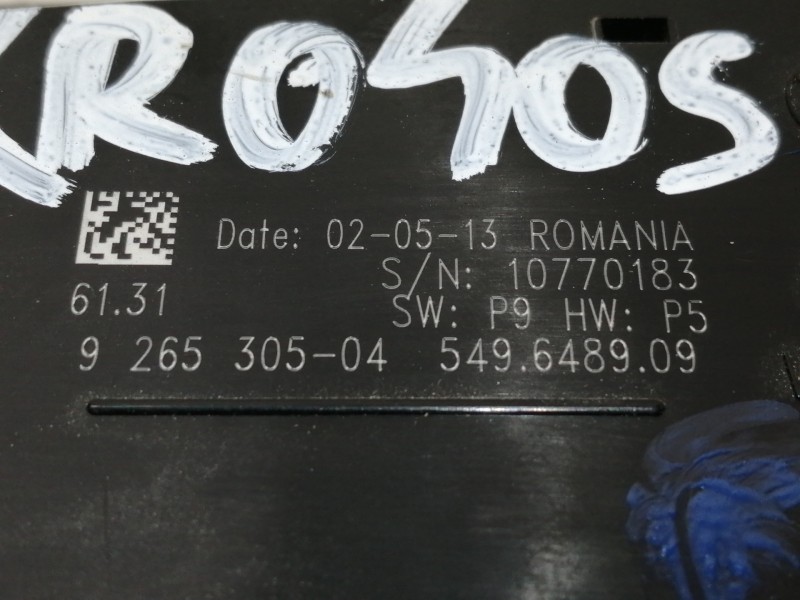 XR040S
Date: 02-05-13 ROMANIA
S/N: 10770183
61.31
SW: P9 HW: P5
9 265 305-04 549.6489.09